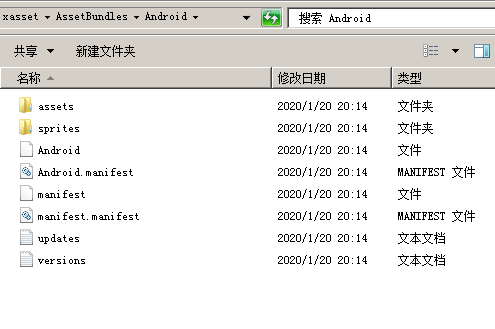 xasset AssetBundles Android 搜索 Android
共享 新建文件夹
名称 修改日期 类型
assets 2020/1/20 20:14 文件夹
sprites 2020/1/20 20:14 文件夹
Android 2020/1/20 20:14 文件
Android.manifest 2020/1/20 20:14 MANIFEST 文件
manifest 2020/1/20 20:14 文件
manifest.manifest 2020/1/20 20:14 MANIFEST 文件
updates 2020/1/20 20:14 文本文档
versions 2020/1/20 20:14 文本文档